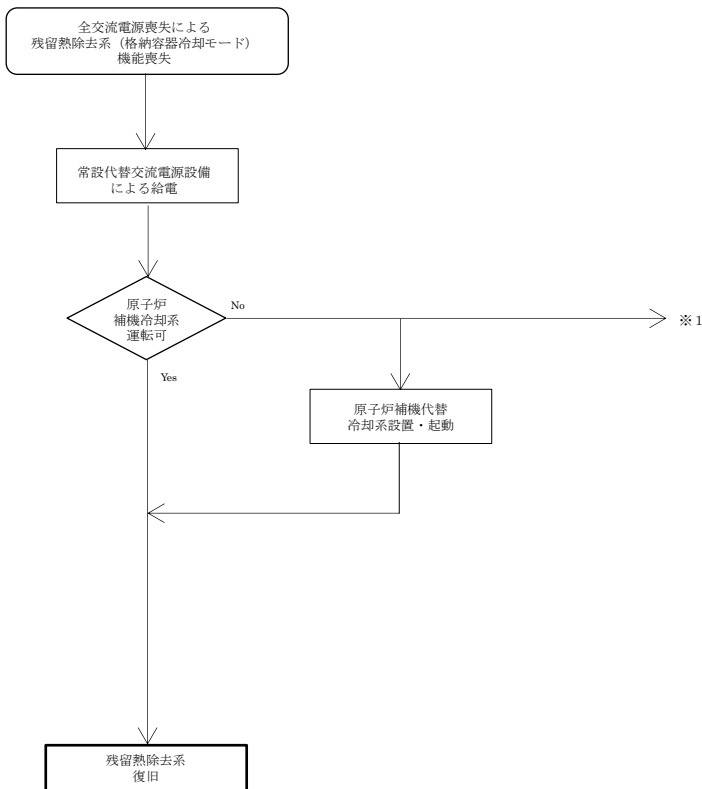 全交流電源喪失による
残留熱除去系（格納容器冷却モード）
機能喪失
常設代替交流電源設備
による給電
原子炉
補機冷却系
運転可
No
※1
Yes
原子炉補機代替
冷却系設置・起動
残留熱除去系
復旧